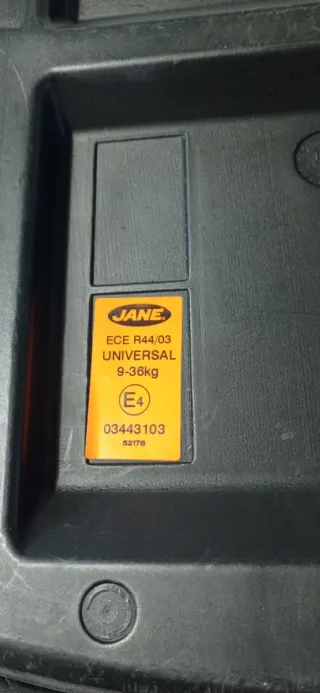 JANE
ECE R44/03
UNIVERSAL
9-36kg
E4
03443103
52178